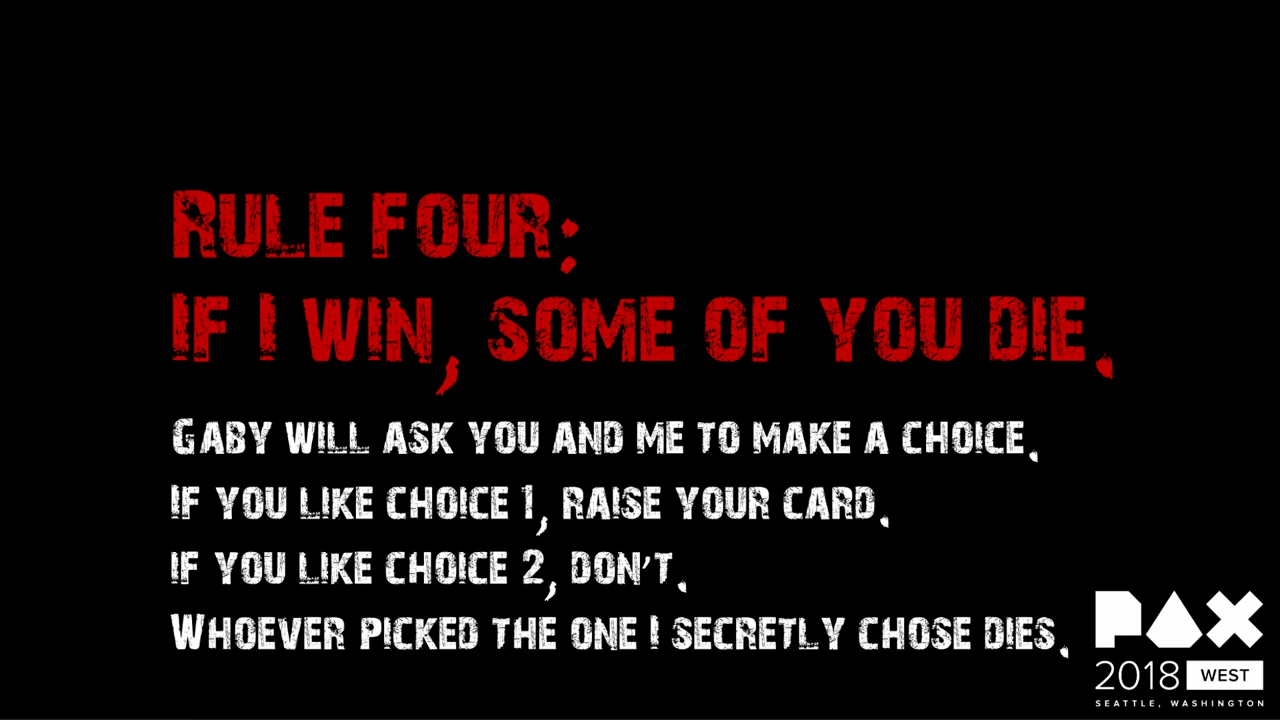 Rule Four:
If I win, some of you die.
Gaby will ask you and me to make a choice.
If you like choice 1, raise your card.
If you like choice 2, don't.
Whoever picked the one I secretly chose dies.
PAX
2018 WEST
SEATTLE, WASHINGTON